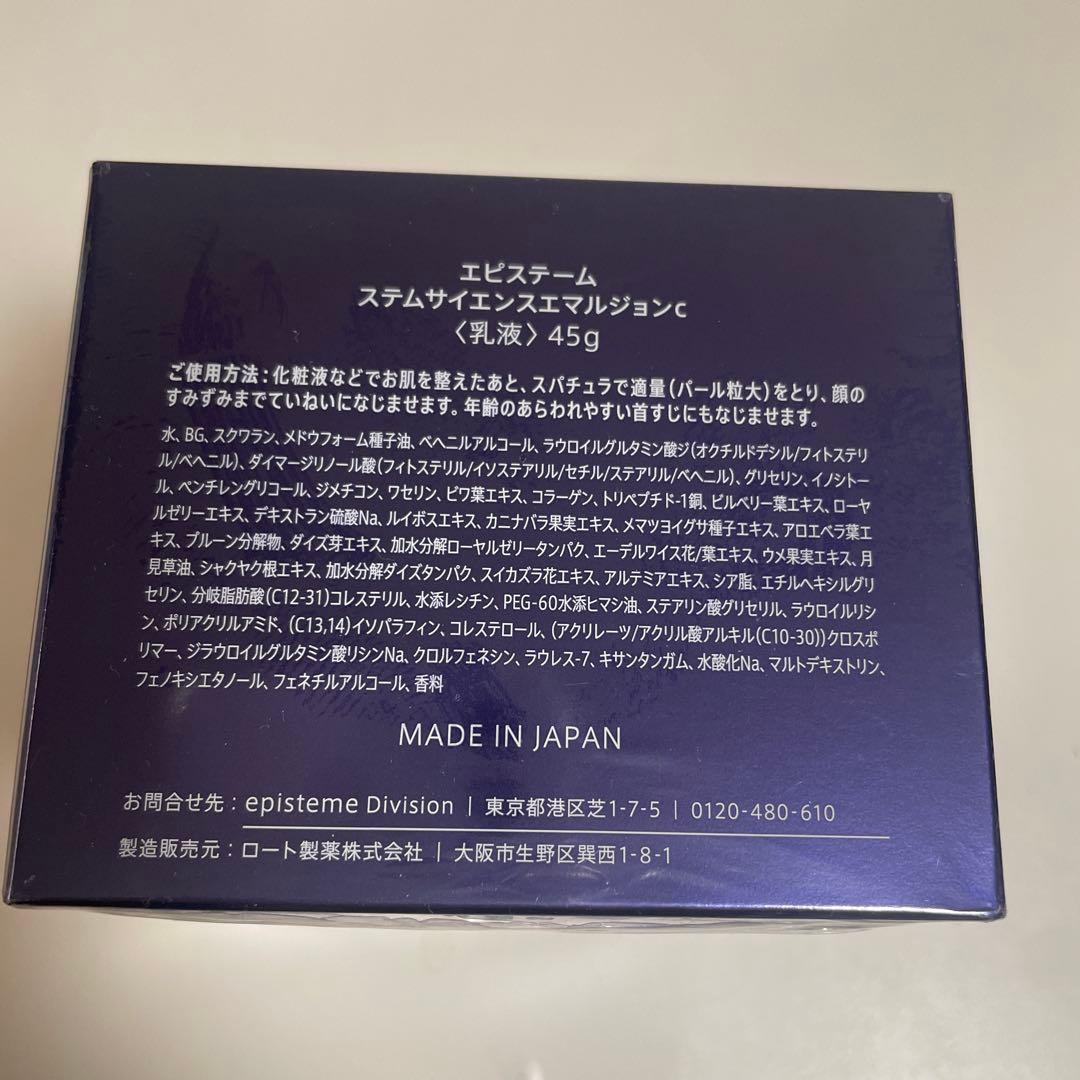 エピステーム
ステムサイエンスエマルジョンc
〈乳液〉45g
ご使用方法：化粧液などでお肌を整えたあと、スパチュラで適量（パール粒大）をとり、顔の
すみずみまでていねいになじませます。年齢のあらわれやすい首すじにもなじませます。
水、BG、スクワラン、メドウフォーム種子油、ベヘニルアルコール、ラウロイルグルタミン酸ジ（オクチルドデシル/フィトステリ
ル/ベヘニル）、ダイマージリノール酸（フィトステリル/イソステアリル/セチル/ステアリル/ベヘニル）、グリセリン、イノシトー
ル、ペンチレングリコール、ジメチコン、ワセリン、ビワ葉エキス、コラーゲン、トリペプチド-1銅、ビルベリー葉エキス、ローヤ
ルゼリーエキス、デキストラン硫酸Na、ルイボスエキス、カニナバラ果実エキス、メマツヨイグサ種子エキス、アロエベラ葉エ
キス、プルーン分解物、ダイズ芽エキス、加水分解ローヤルゼリータンパク、エーデルワイス花/葉エキス、ウメ果実エキス、月
見草油、シャクヤク根エキス、加水分解ダイズタンパク、スイカズラ花エキス、アルテミアエキス、シア脂、エチルヘキシルグリ
セリン、分岐脂肪酸（C12-31）コレステリル、水添レシチン、PEG-60水添ヒマシ油、ステアリン酸グリセリル、ラウロイルリシ
ン、ポリアクリルアミド、（C13,14）イソパラフィン、コレステロール、（アクリレーツ/アクリル酸アルキル（C10-30））クロスポ
リマー、ジラウロイルグルタミン酸リシンNa、クロルフェネシン、ラウレス-7、キサンタンガム、水酸化Na、マルトデキストリン、
フェノキシエタノール、フェネチルアルコール、香料
MADE IN JAPAN
お問合せ先：episteme Division | 東京都港区芝1-7-5 | 0120-480-610
製造販売元：ロート製薬株式会社 | 大阪市生野区巽西1-8-1